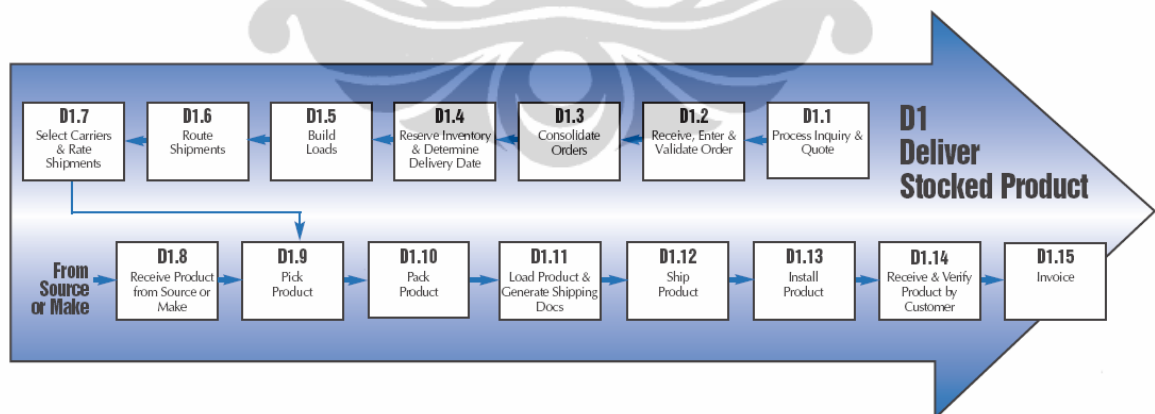 D1.7
Select Carriers
& Rate
Shipments
D1.6
Route
Shipments
D1.5
Build
Loads
D1.4
Reserve Inventory
& Determine
Delivery Date
D1.3
Consolidate
Orders
D1.2
Receive, Enter &
Validate Order
D1.1
Process Inquiry &
Quote
D1
Deliver
Stocked Product
From
Source
or Make
D1.8
Receive Product
from Source or
Make
D1.9
Pick
Product
D1.10
Pack
Product
D1.11
Load Product &
Generate Shipping
Docs
D1.12
Ship
Product
D1.13
Install
Product
D1.14
Receive & Verify
Product by
Customer
D1.15
Invoice